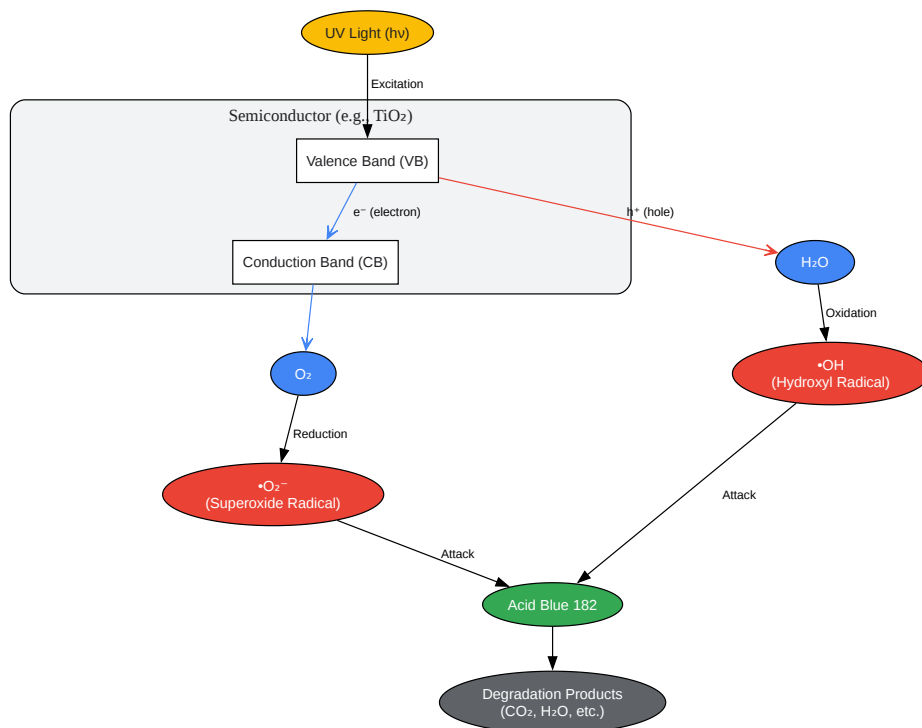 UV Light (hν)
Excitation
Semiconductor (e.g., TiO₂)
Valence Band (VB)
e⁻ (electron)
h⁺ (hole)
Conduction Band (CB)
H₂O
Oxidation
O₂
•OH
(Hydroxyl Radical)
Reduction
•O₂⁻
(Superoxide Radical)
Attack
Attack
Acid Blue 182
Degradation Products
(CO₂, H₂O, etc.)